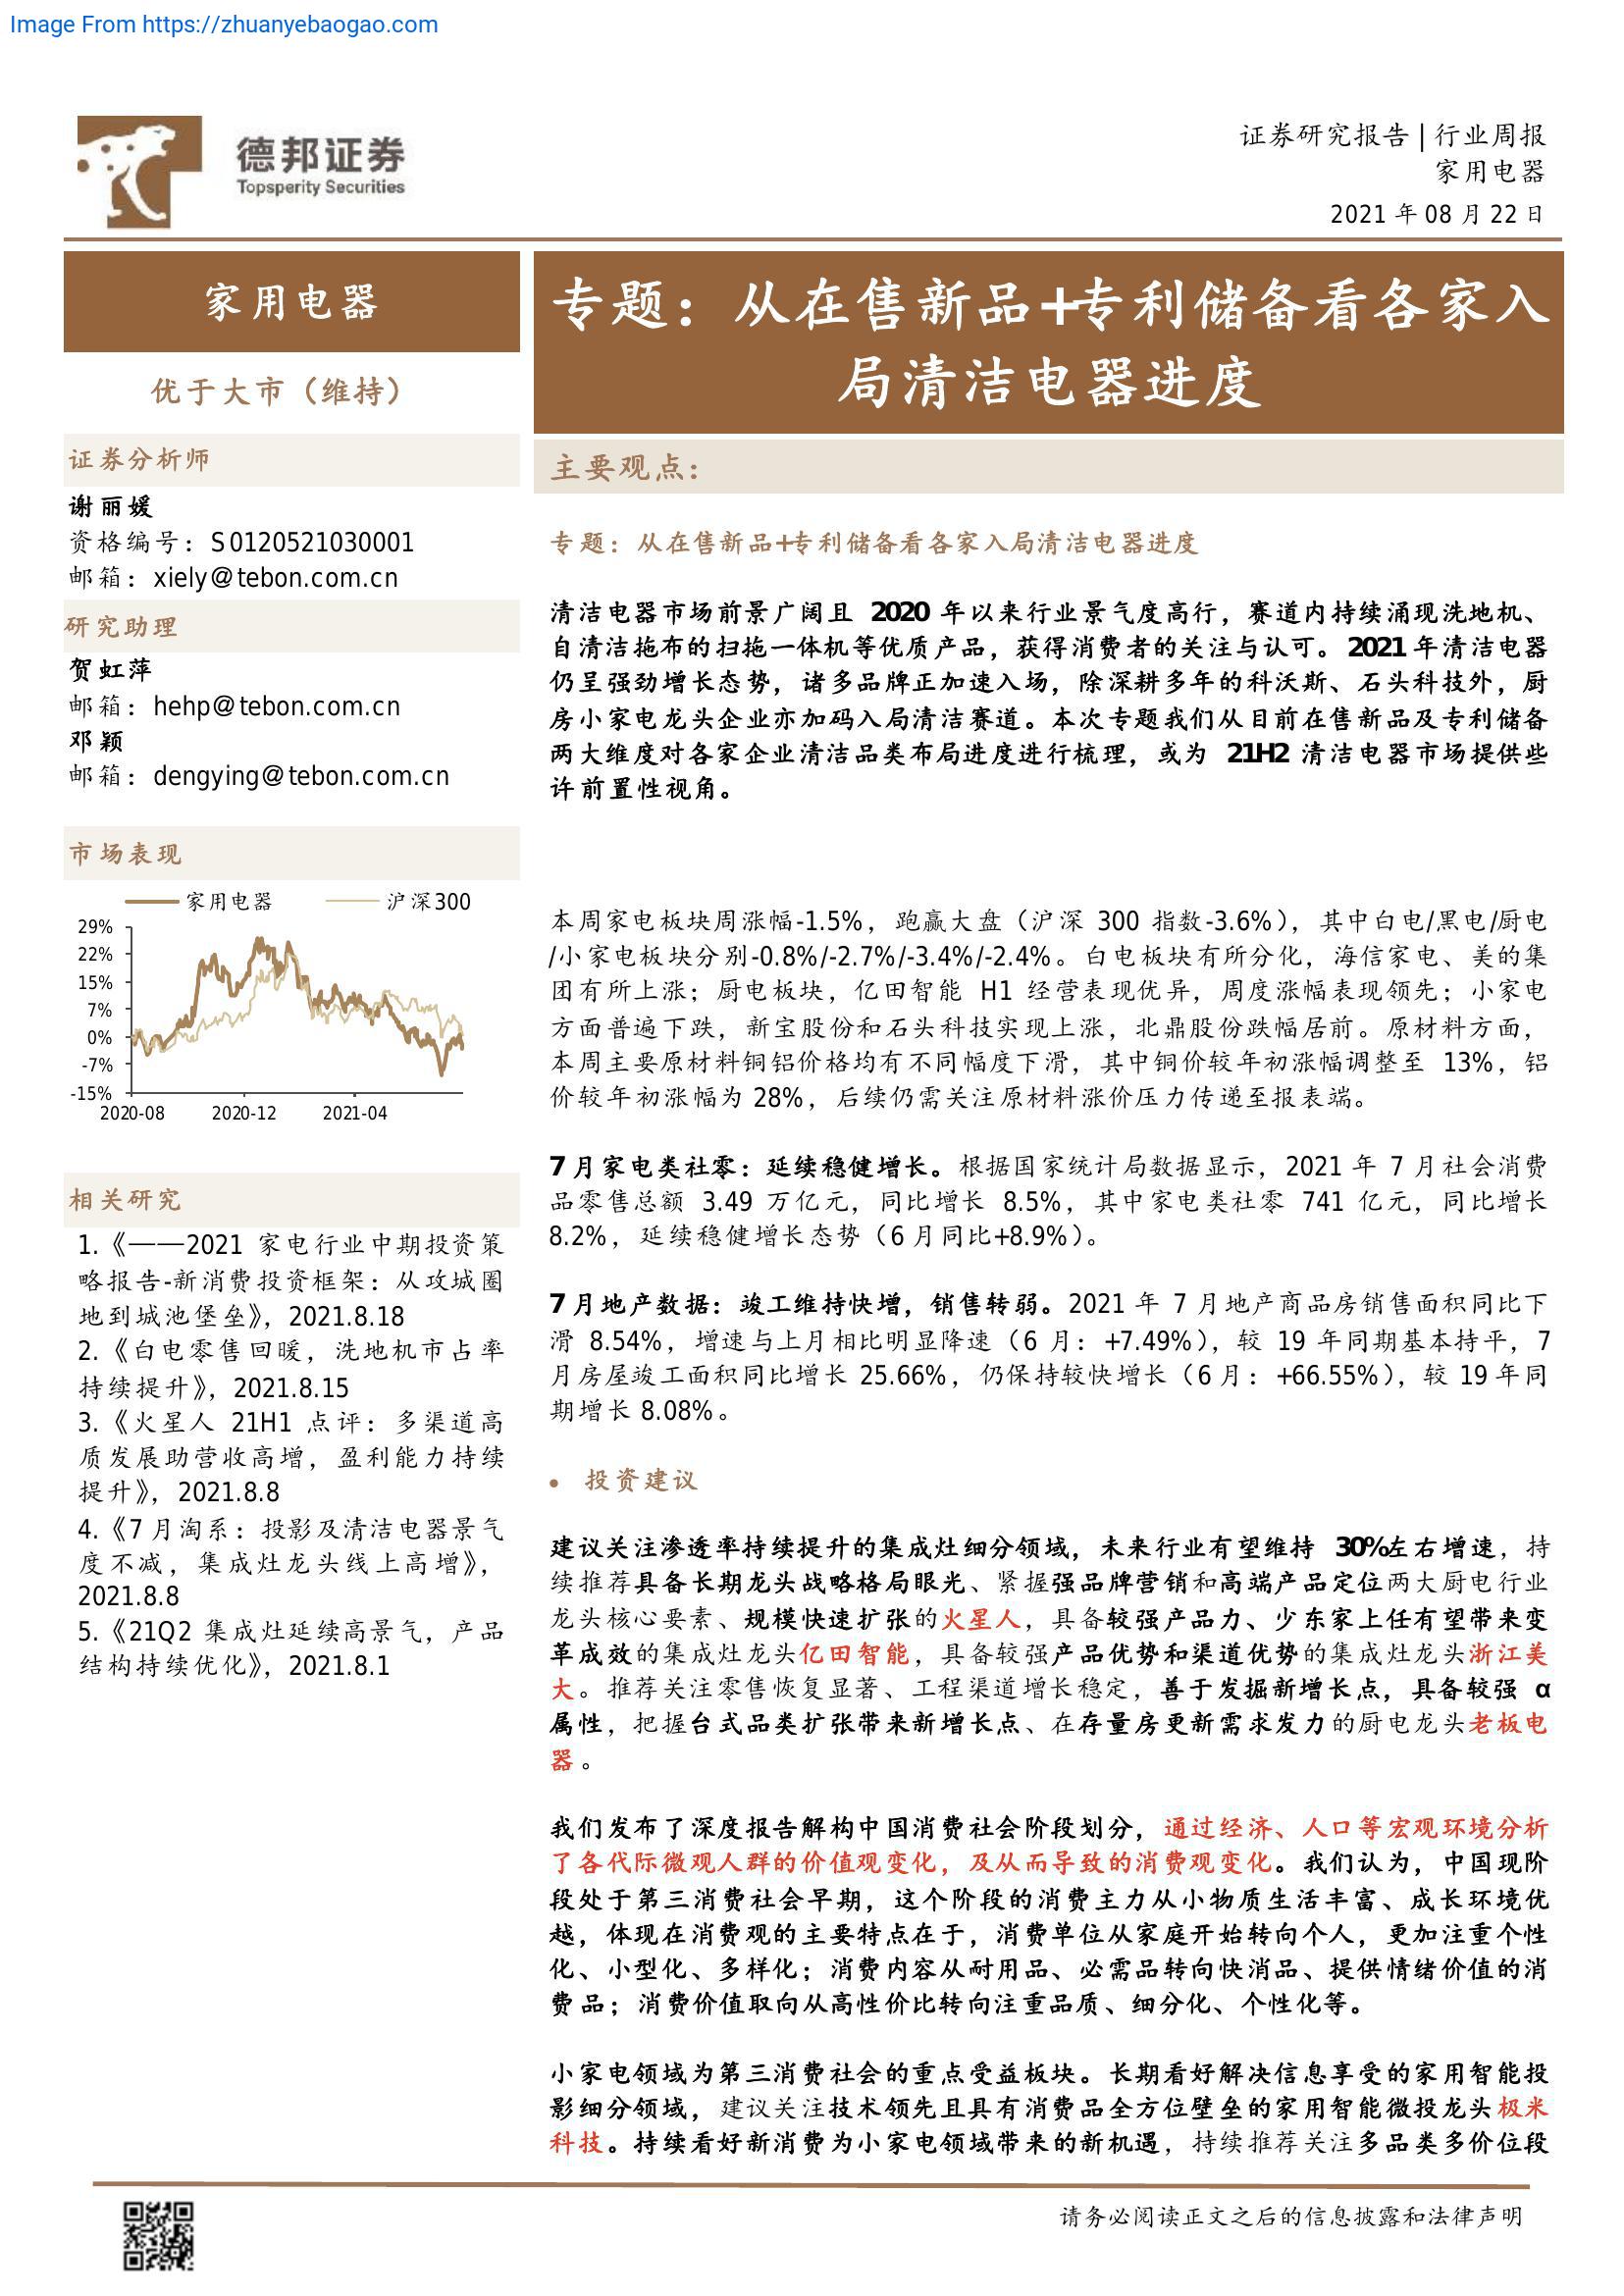 Image From https://zhuanyebaogao.com
德邦证券
Topsperity Securities
证券研究报告 | 行业周报
家用电器
2021 年 08 月 22 日
家用电器
优于大市（维持）
证券分析师
谢丽媛
资格编号：S0120521030001
邮箱：xiely@tebon.com.cn
研究助理
贺虹萍
邮箱：hehp@tebon.com.cn
邓颖
邮箱：dengying@tebon.com.cn
市场表现
家用电器 沪深300
29%
22%
15%
7%
0%
-7%
-15%
2020-08 2020-12 2021-04
相关研究
1.《——2021 家电行业中期投资策
略报告-新消费投资框架：从攻城圈
地到城池堡垒》，2021.8.18
2.《白电零售回暖，洗地机市占率
持续提升》，2021.8.15
3.《火星人 21H1 点评：多渠道高
质发展助营收高增，盈利能力持续
提升》，2021.8.8
4.《7 月淘系：投影及清洁电器景气
度不减，集成灶龙头线上高增》，
2021.8.8
5.《21Q2 集成灶延续高景气，产品
结构持续优化》，2021.8.1
专题：从在售新品+专利储备看各家入
局清洁电器进度
主要观点：
专题：从在售新品+专利储备看各家入局清洁电器进度
清洁电器市场前景广阔且 2020 年以来行业景气度高行，赛道内持续涌现洗地机、
自清洁拖布的扫拖一体机等优质产品，获得消费者的关注与认可。2021 年清洁电器
仍呈强劲增长态势，诸多品牌正加速入场，除深耕多年的科沃斯、石头科技外，厨
房小家电龙头企业亦加码入局清洁赛道。本次专题我们从目前在售新品及专利储备
两大维度对各家企业清洁品类布局进度进行梳理，或为 21H2 清洁电器市场提供些
许前置性视角。
本周家电板块周涨幅-1.5%，跑赢大盘（沪深 300 指数-3.6%），其中白电/黑电/厨电
/小家电板块分别-0.8%/-2.7%/-3.4%/-2.4%。白电板块有所分化，海信家电、美的集
团有所上涨；厨电板块，亿田智能 H1 经营表现优异，周度涨幅表现领先；小家电
方面普遍下跌，新宝股份和石头科技实现上涨，北鼎股份跌幅居前。原材料方面，
本周主要原材料铜铝价格均有不同幅度下滑，其中铜价较年初涨幅调整至 13%，铝
价较年初涨幅为 28%，后续仍需关注原材料涨价压力传递至报表端。
7 月家电类社零：延续稳健增长。根据国家统计局数据显示，2021 年 7 月社会消费
品零售总额 3.49 万亿元，同比增长 8.5%，其中家电类社零 741 亿元，同比增长
8.2%，延续稳健增长态势（6 月同比+8.9%）。
7 月地产数据：竣工维持快增，销售转弱。2021 年 7 月地产商品房销售面积同比下
滑 8.54%，增速与上月相比明显降速（6 月：+7.49%），较 19 年同期基本持平，7
月房屋竣工面积同比增长 25.66%，仍保持较快增长（6 月：+66.55%），较 19 年同
期增长 8.08%。
• 投资建议
建议关注渗透率持续提升的集成灶细分领域，未来行业有望维持 30%左右增速，持
续推荐具备长期龙头战略格局眼光、紧握强品牌营销和高端产品定位两大厨电行业
龙头核心要素、规模快速扩张的火星人，具备较强产品力、少东家上任有望带来变
革成效的集成灶龙头亿田智能，具备较强产品优势和渠道优势的集成灶龙头浙江美
大。推荐关注零售恢复显著、工程渠道增长稳定，善于发掘新增长点，具备较强 α
属性，把握台式品类扩张带来新增长点、在存量房更新需求发力的厨电龙头老板电
器。
我们发布了深度报告解构中国消费社会阶段划分，通过经济、人口等宏观环境分析
了各代际微观人群的价值观变化，及从而导致的消费观变化。我们认为，中国现阶
段处于第三消费社会早期，这个阶段的消费主力从小物质生活丰富、成长环境优
越，体现在消费观的主要特点在于，消费单位从家庭开始转向个人，更加注重个性
化、小型化、多样化；消费内容从耐用品、必需品转向快消品、提供情绪价值的消
费品；消费价值取向从高性价比转向注重品质、细分化、个性化等。
小家电领域为第三消费社会的重点受益板块。长期看好解决信息享受的家用智能投
影细分领域，建议关注技术领先且具有消费品全方位壁垒的家用智能微投龙头极米
科技。持续看好新消费为小家电领域带来的新机遇，持续推荐关注多品类多价位段
请务必阅读正文之后的信息披露和法律声明